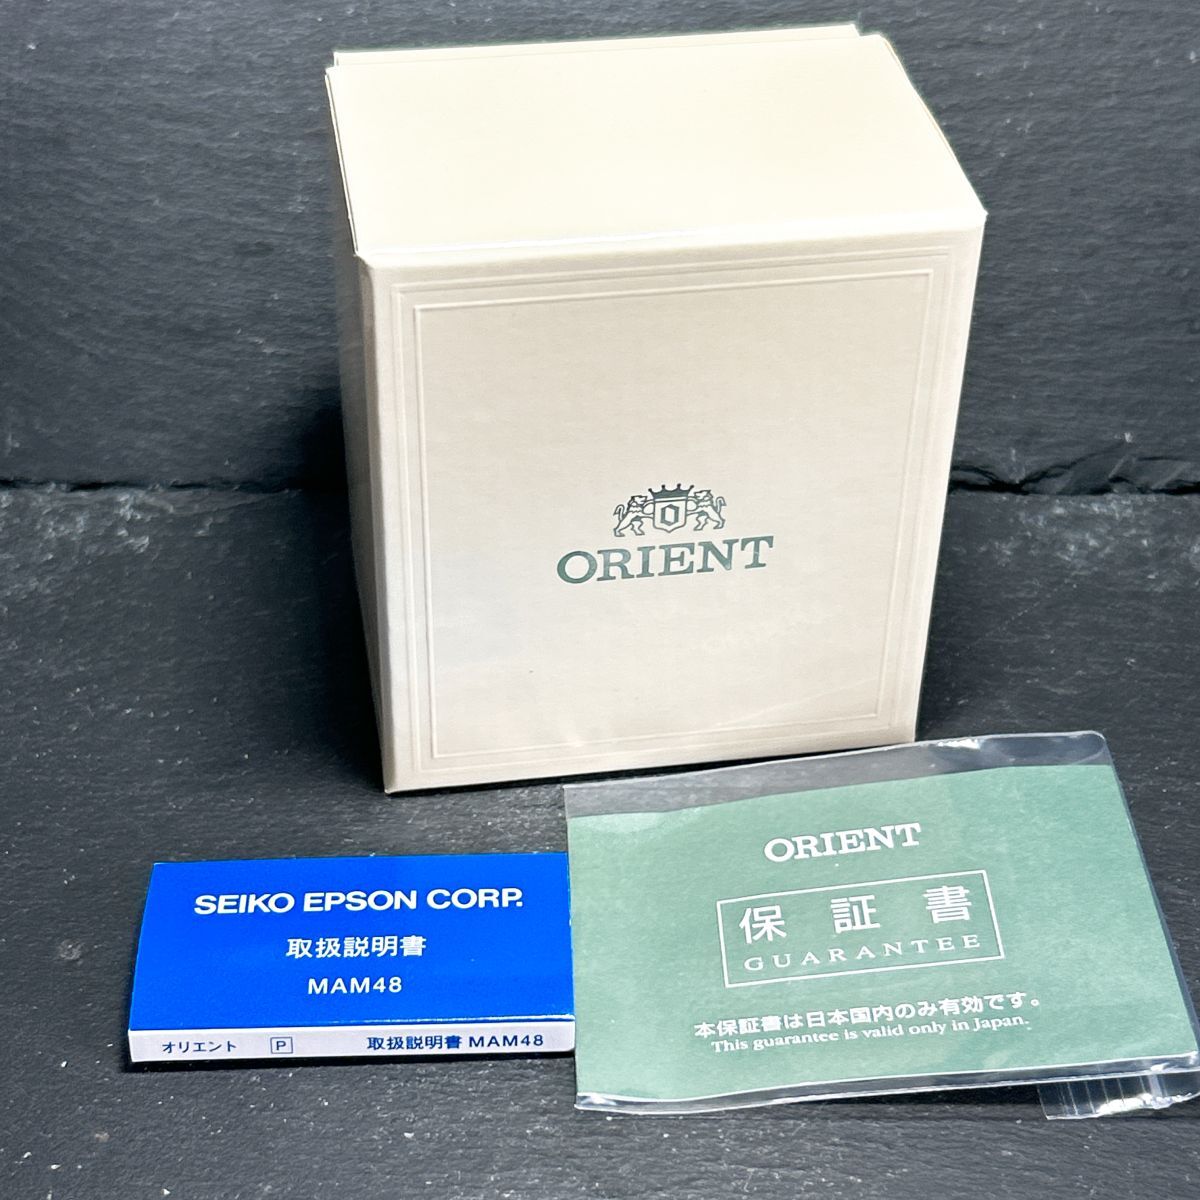 ORIENT
SEIKO EPSON CORP.
取扱説明書
MAM48
オリエント P 取扱説明書 MAM48
ORIENT
保証書
GUARANTEE
本保証書は日本国内のみ有効です。
This guarantee is valid only in Japan.